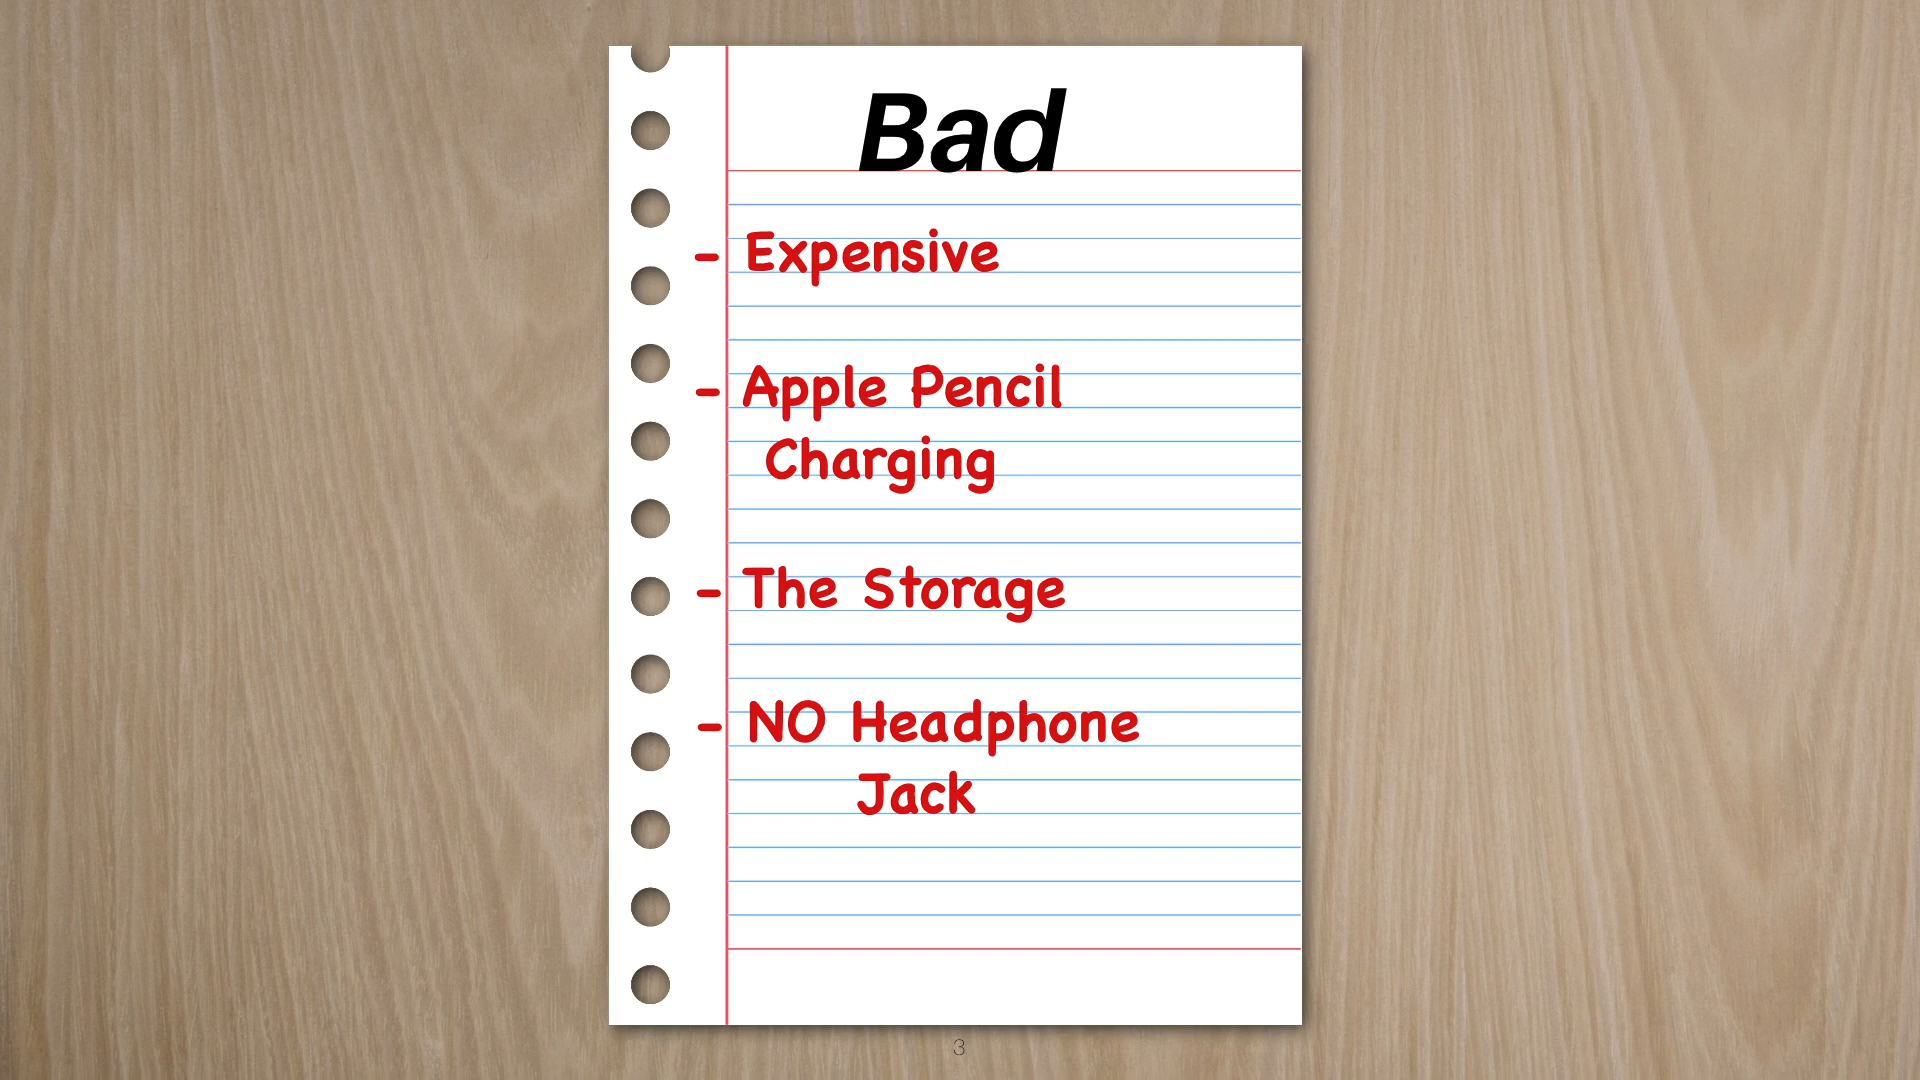 Bad
- Expensive
- Apple Pencil
Charging
- The Storage
- NO Headphone
Jack
3